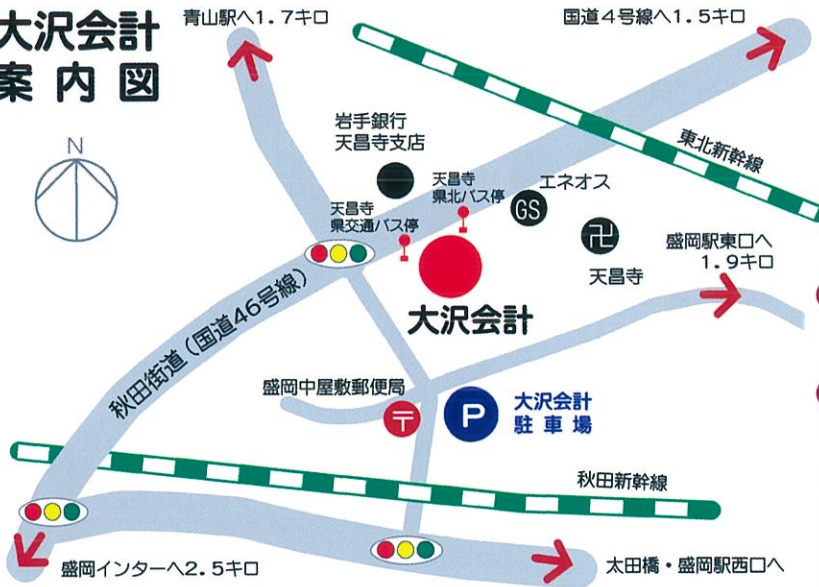 大沢会計
案内図
青山駅へ1.7キロ
国道4号線へ1.5キロ
N
岩手銀行
天昌寺支店
東北新幹線
天昌寺
県北バス停
エネオス
GS
卍
天昌寺
県交通バス停
盛岡駅東口へ
1.9キロ
天昌寺
大沢会計
秋田街道(国道46号線)
盛岡中屋敷郵便局
〒
P
大沢会計
駐車場
秋田新幹線
盛岡インターへ2.5キロ
太田橋・盛岡駅西口へ